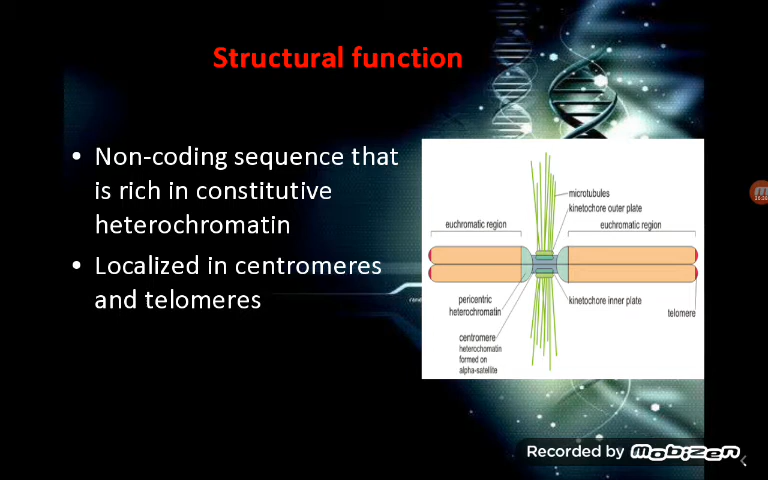 Structural function
• Non-coding sequence that
is rich in constitutive
heterochromatin
• Localized in centromeres
and telomeres
microtubules
kinetochore outer plate
euchromatic region
euchromatic region
pericentric
heterochromatin
kinetochore inner plate
telomere
centromere
heterochomatin
formed on
alpha-satellite
Recorded by mobizen